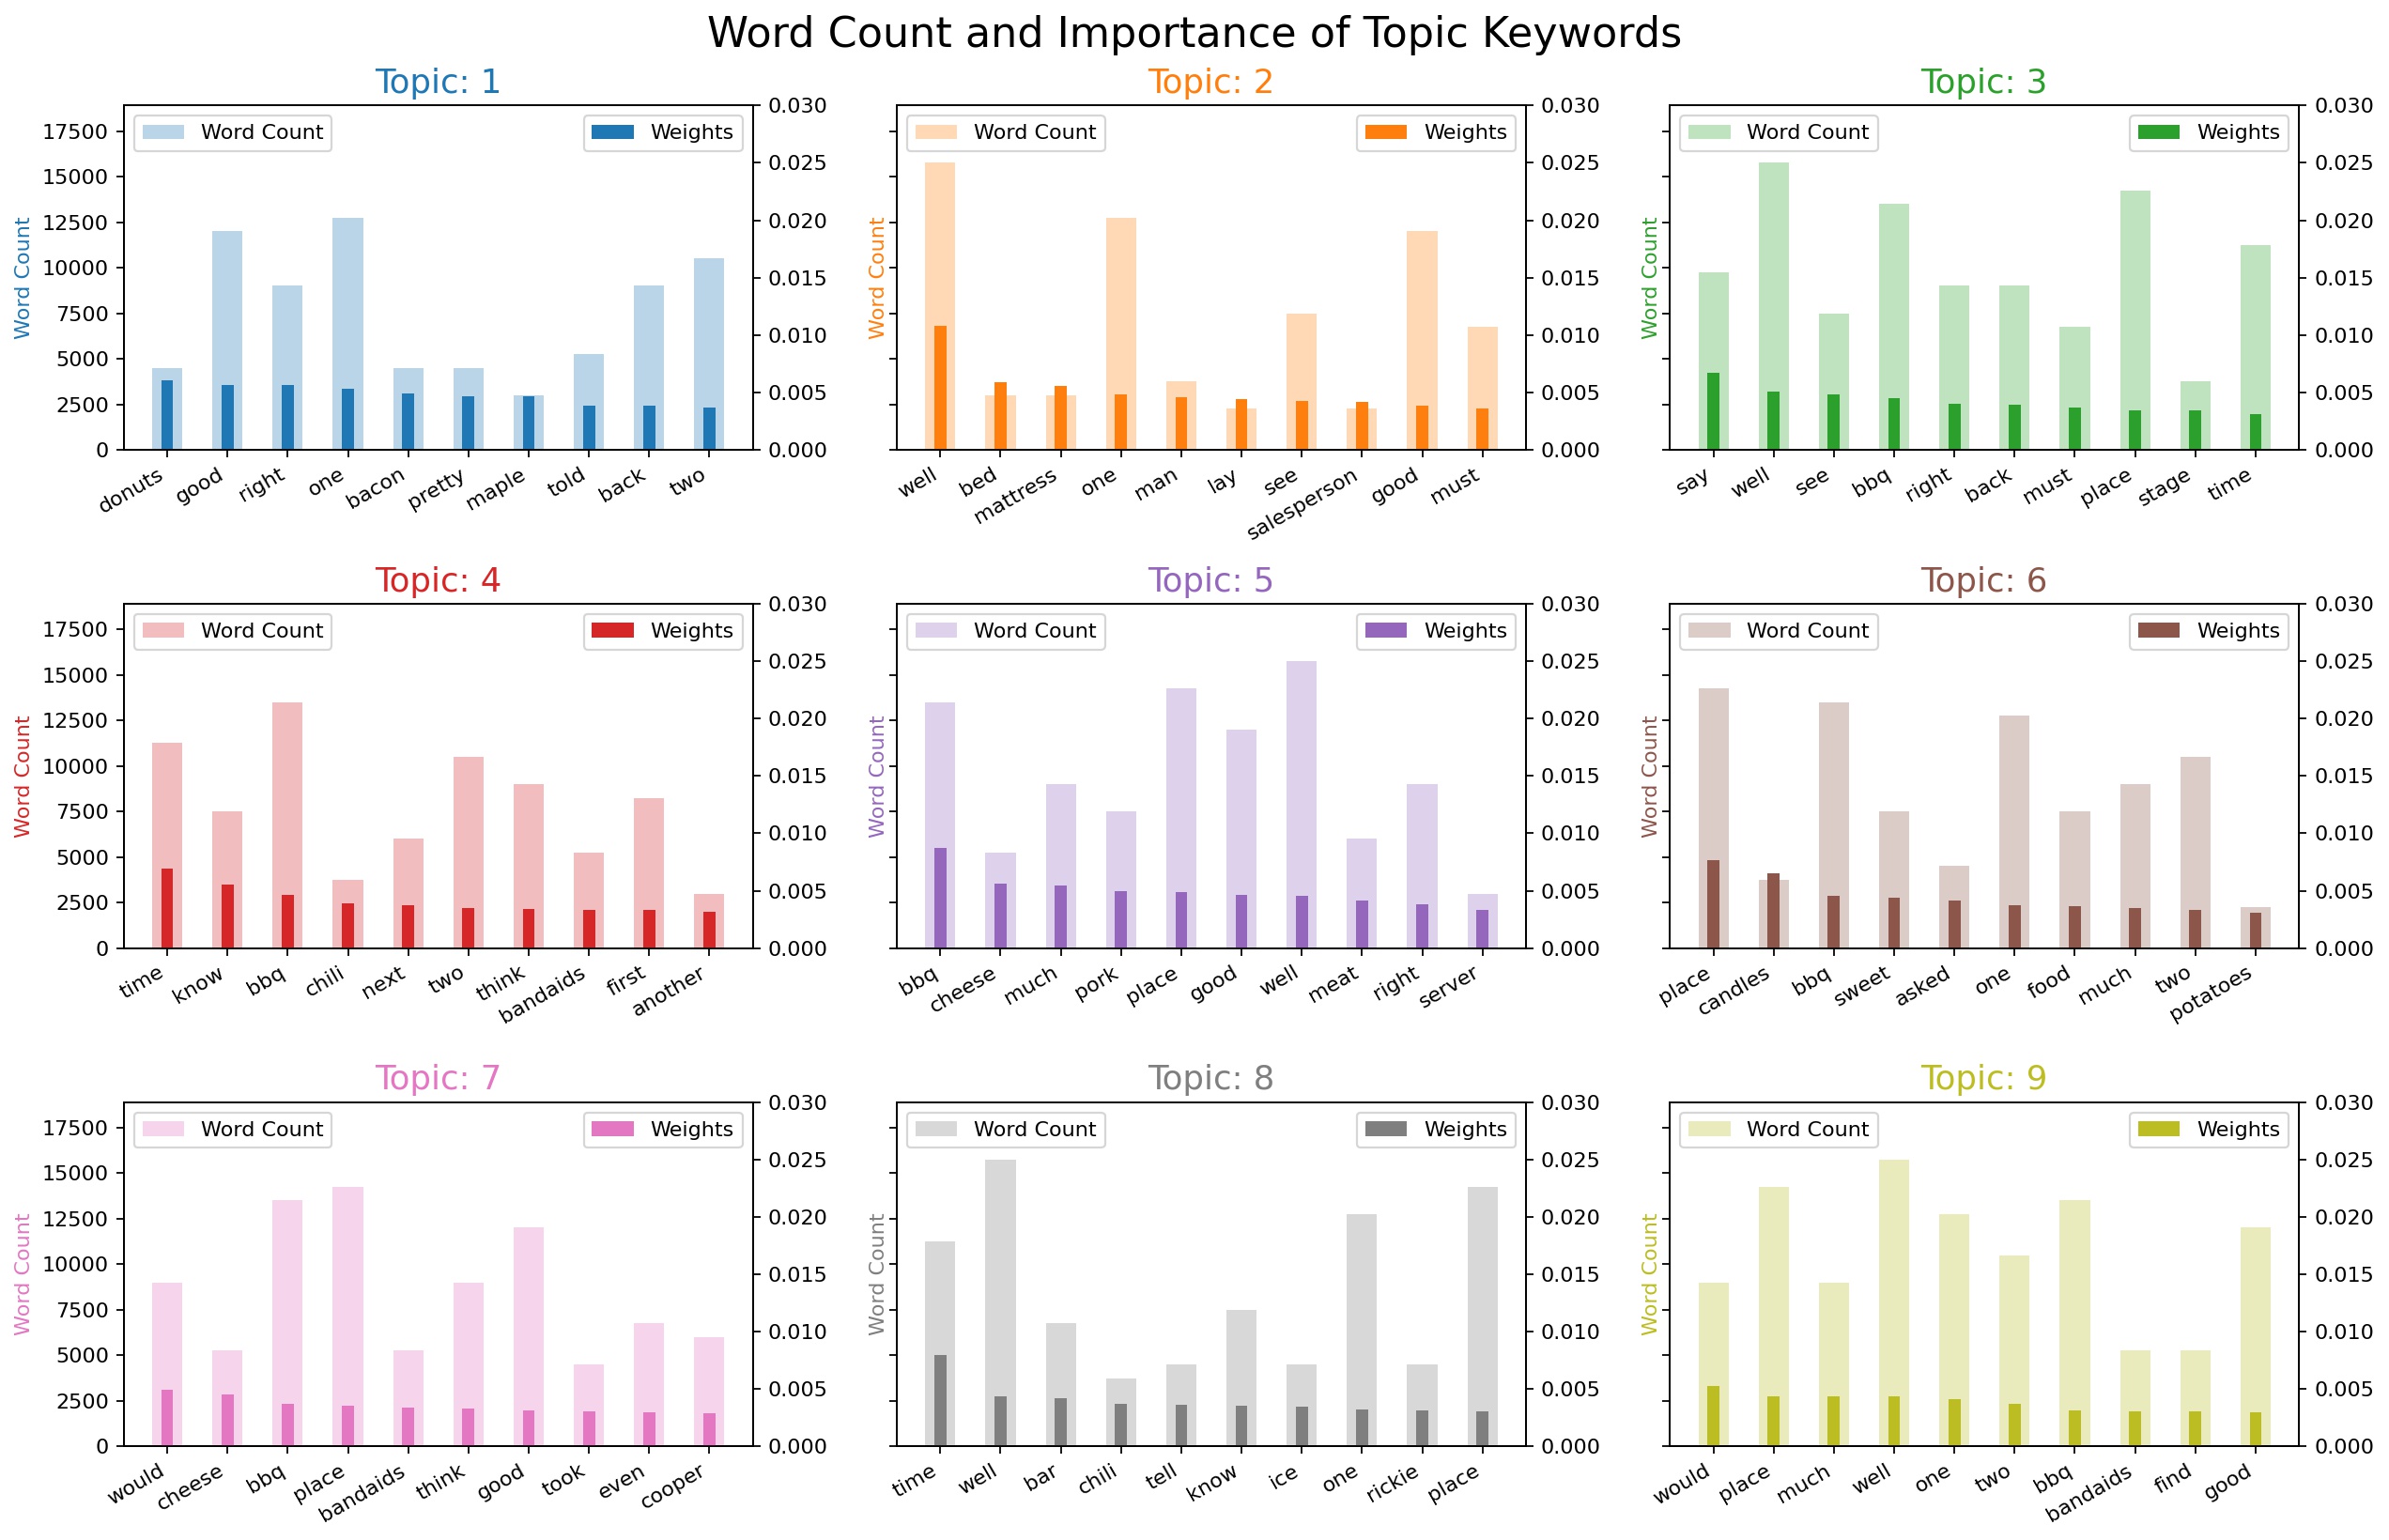 Word Count and Importance of Topic Keywords
Topic: 1
Word Count
Weights
Word Count
17500
15000
12500
10000
7500
5000
2500
0
0.030
0.025
0.020
0.015
0.010
0.005
0.000
donuts good right one bacon pretty maple told back two
Topic: 2
Word Count
Weights
Word Count
0.030
0.025
0.020
0.015
0.010
0.005
0.000
well bed mattress one man lay see salesperson good must
Topic: 3
Word Count
Weights
Word Count
0.030
0.025
0.020
0.015
0.010
0.005
0.000
say well see bbq right back must place stage time
Topic: 4
Word Count
Weights
Word Count
17500
15000
12500
10000
7500
5000
2500
0
0.030
0.025
0.020
0.015
0.010
0.005
0.000
time know bbq chili next two think bandaids first another
Topic: 5
Word Count
Weights
Word Count
0.030
0.025
0.020
0.015
0.010
0.005
0.000
bbq cheese much pork place good well meat right server
Topic: 6
Word Count
Weights
Word Count
0.030
0.025
0.020
0.015
0.010
0.005
0.000
place candles bbq sweet asked one food much two potatoes
Topic: 7
Word Count
Weights
Word Count
17500
15000
12500
10000
7500
5000
2500
0
0.030
0.025
0.020
0.015
0.010
0.005
0.000
would cheese bbq place bandaids think good took even cooper
Topic: 8
Word Count
Weights
Word Count
0.030
0.025
0.020
0.015
0.010
0.005
0.000
time well bar chili tell know ice one rickie place
Topic: 9
Word Count
Weights
Word Count
0.030
0.025
0.020
0.015
0.010
0.005
0.000
would place much well one two bbq bandaids find good